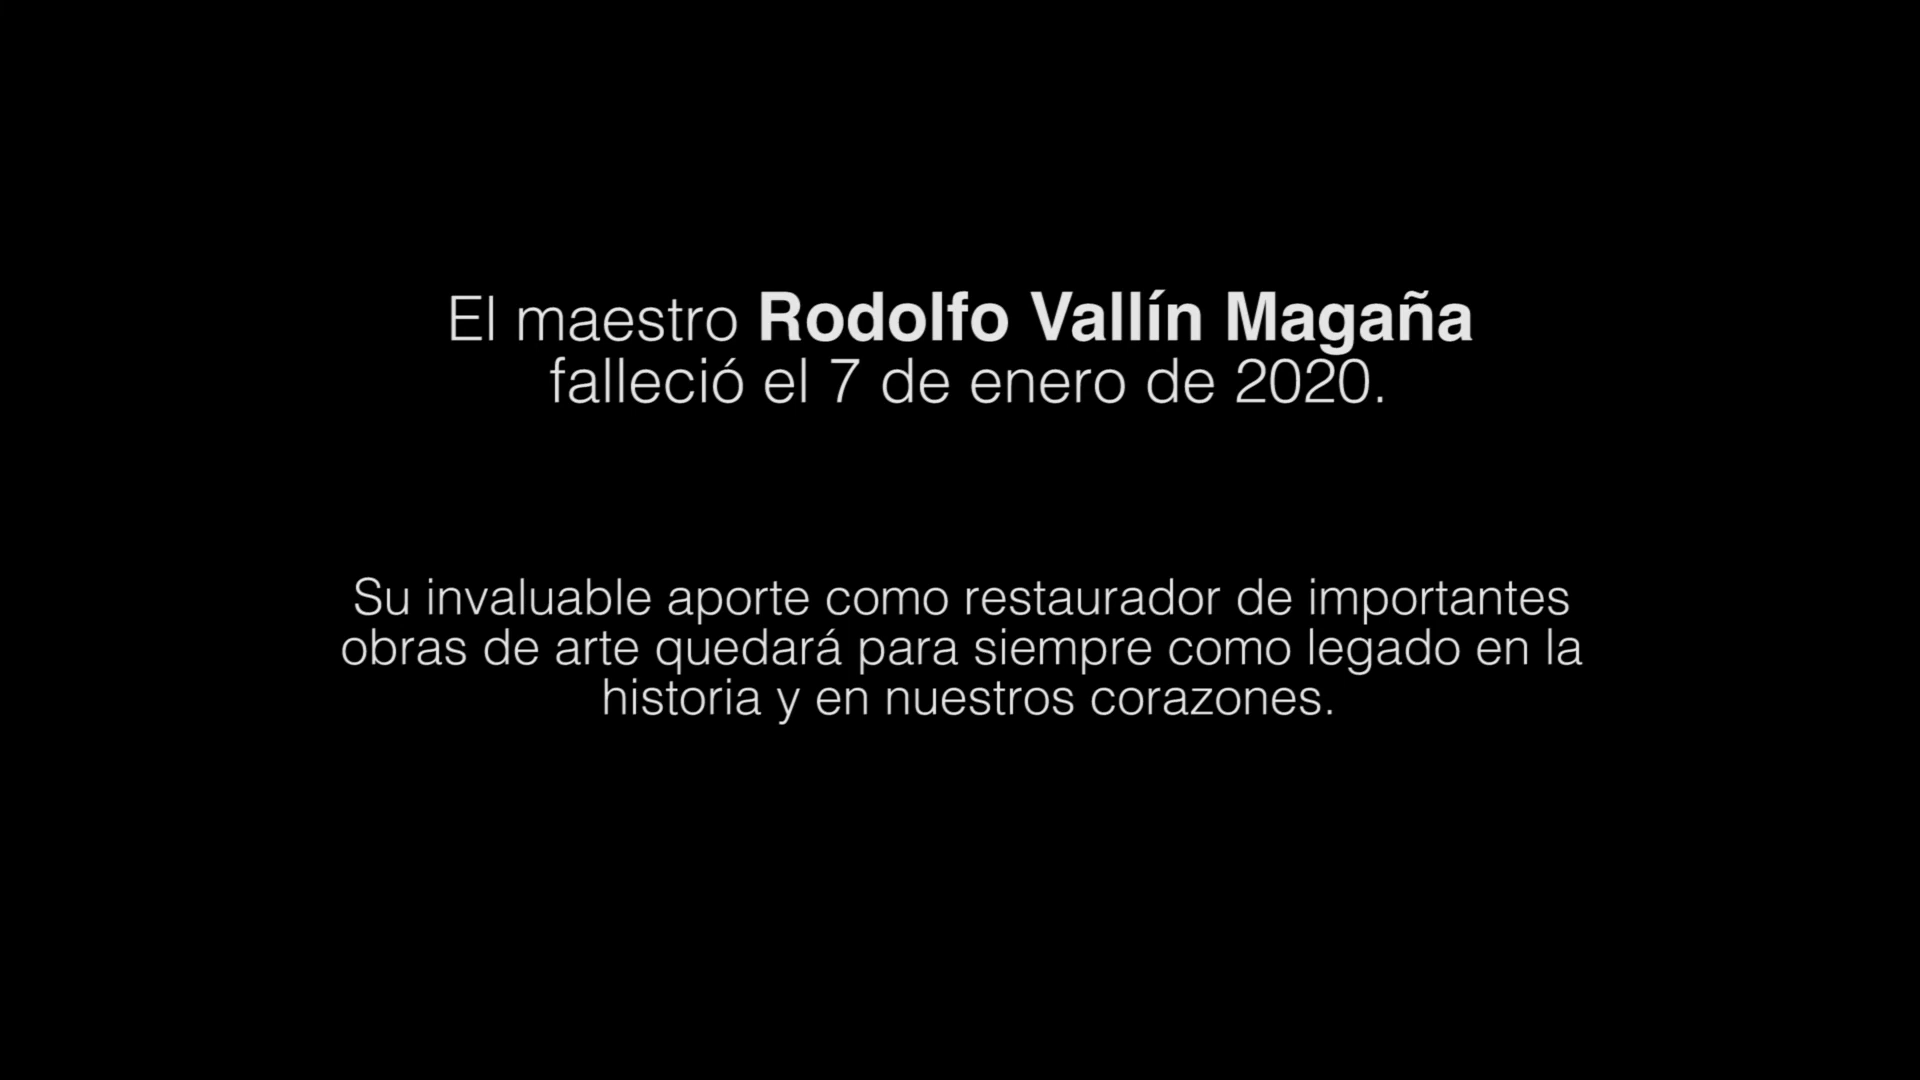 El maestro Rodolfo Vallín Magaña
falleció el 7 de enero de 2020.
Su invaluable aporte como restaurador de importantes
obras de arte quedará para siempre como legado en la
historia y en nuestros corazones.